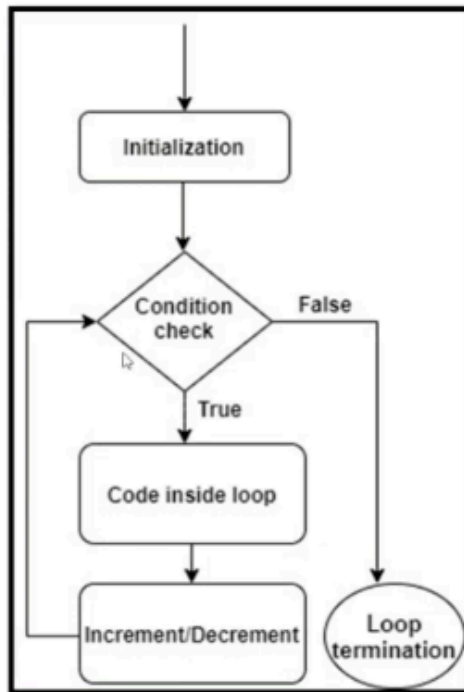 Initialization
Condition
check
False
True
Code inside loop
Increment/Decrement
Loop
termination